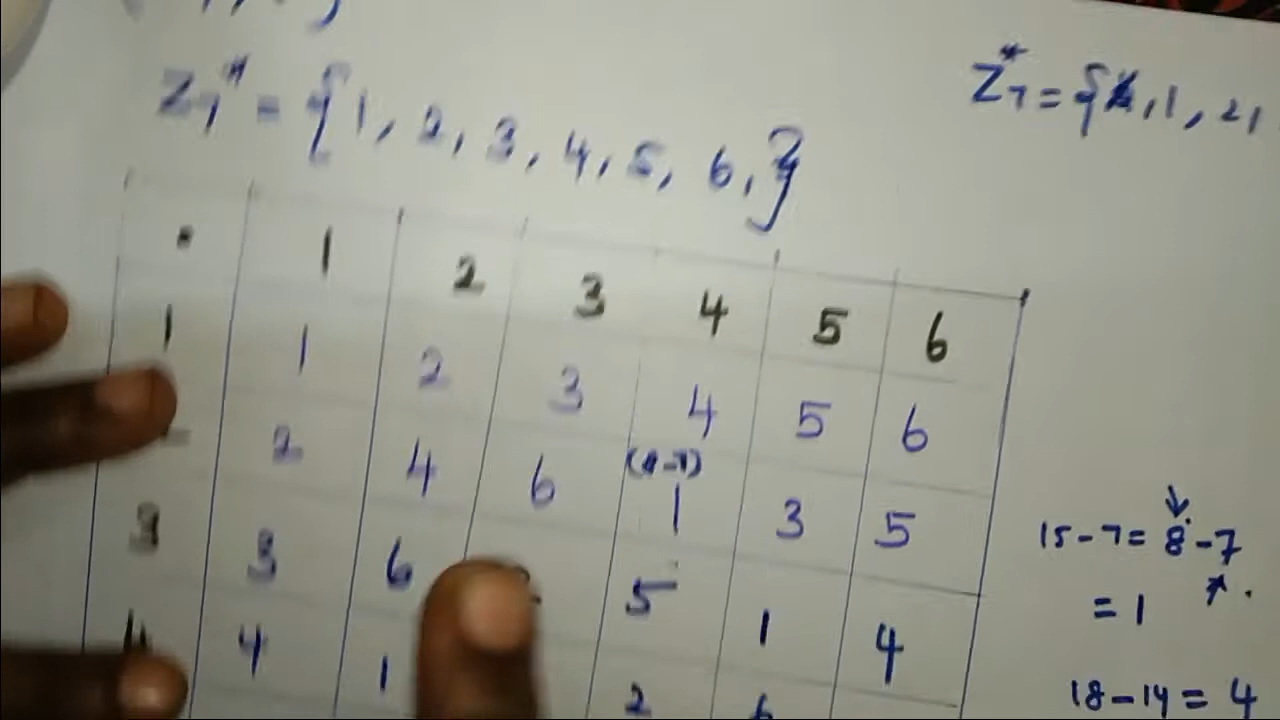 Z₇* = {1, 2, 3, 4, 5, 6,}
Z*₇ = { , 1, 2,
· 1 2 3 4 5 6
1 1 2 3 4 5 6
2 4 6 (8-7) 1 3 5
3 3 6 5 1 4
4 4 1 2 6
15-7= 8-7
= 1
18-14= 4